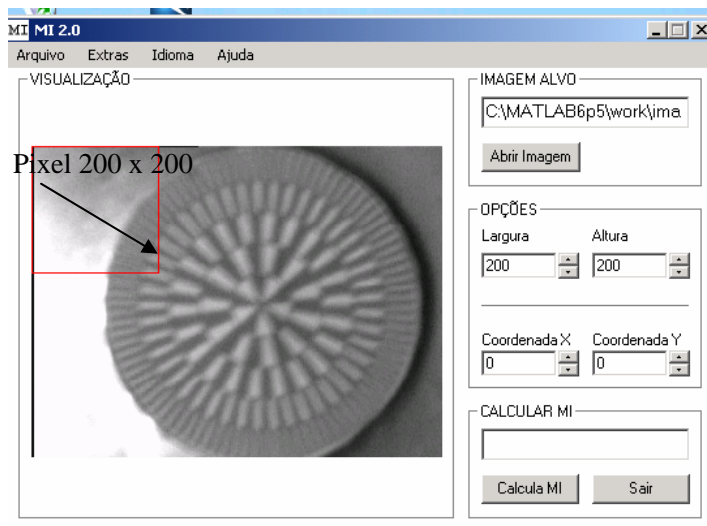 MI MI 2.0
Arquivo Extras Idioma Ajuda
VISUALIZAÇÃO
Pixel 200 x 200
IMAGEM ALVO
C:\MATLAB6p5\work\ima
Abrir Imagem
OPÇÕES
Largura Altura
200 200
Coordenada X Coordenada Y
0 0
CALCULAR MI
Calcula MI Sair